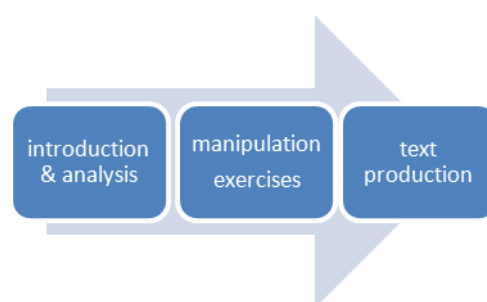 introduction
& analysis
manipulation
exercises
text
production